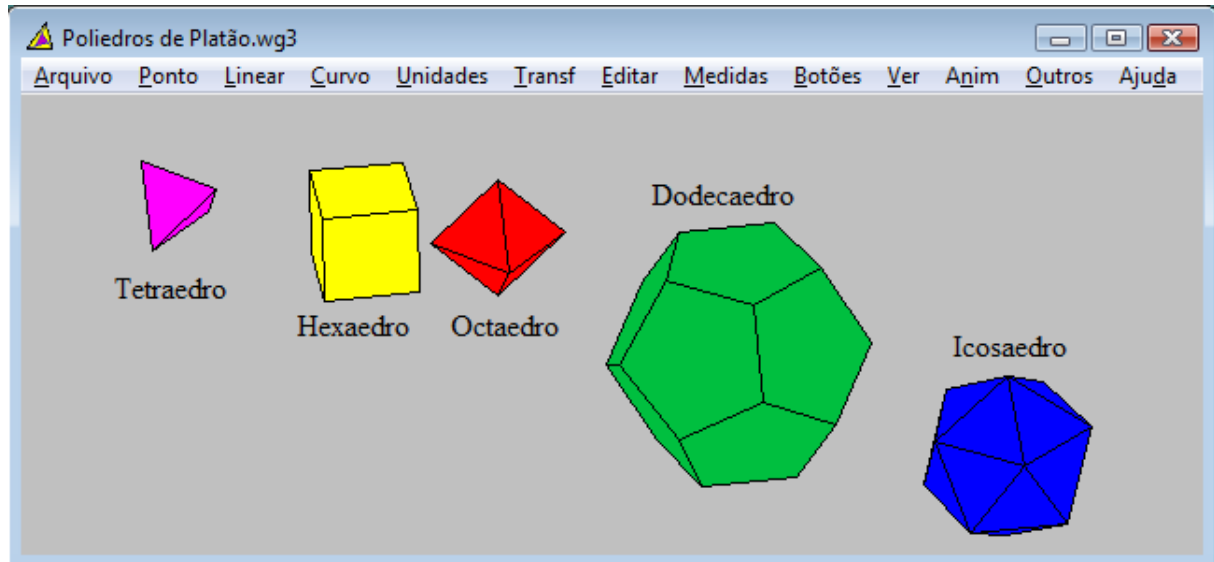 Poliedros de Platão.wg3
Arquivo Ponto Linear Curvo Unidades Transf Editar Medidas Botões Ver Anim Outros Ajuda
Dodecaedro
Tetraedro
Hexaedro Octaedro
Icosaedro